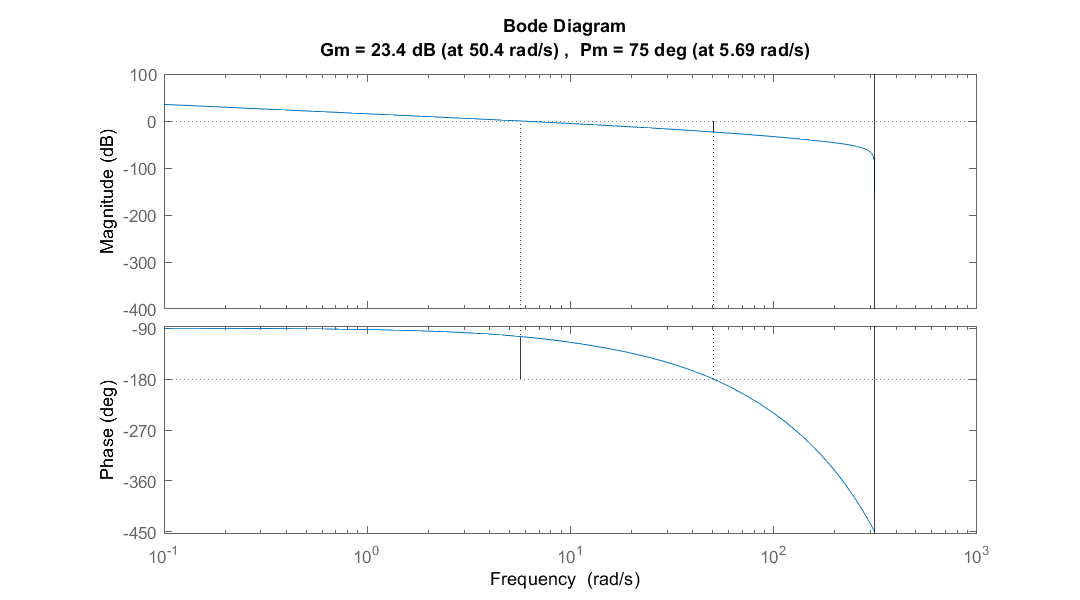 Bode Diagram
Gm = 23.4 dB (at 50.4 rad/s) ,  Pm = 75 deg (at 5.69 rad/s)
Magnitude (dB)
100
0
-100
-200
-300
-400
Phase (deg)
-90
-180
-270
-360
-450
10^-1 10^0 10^1 10^2 10^3
Frequency  (rad/s)